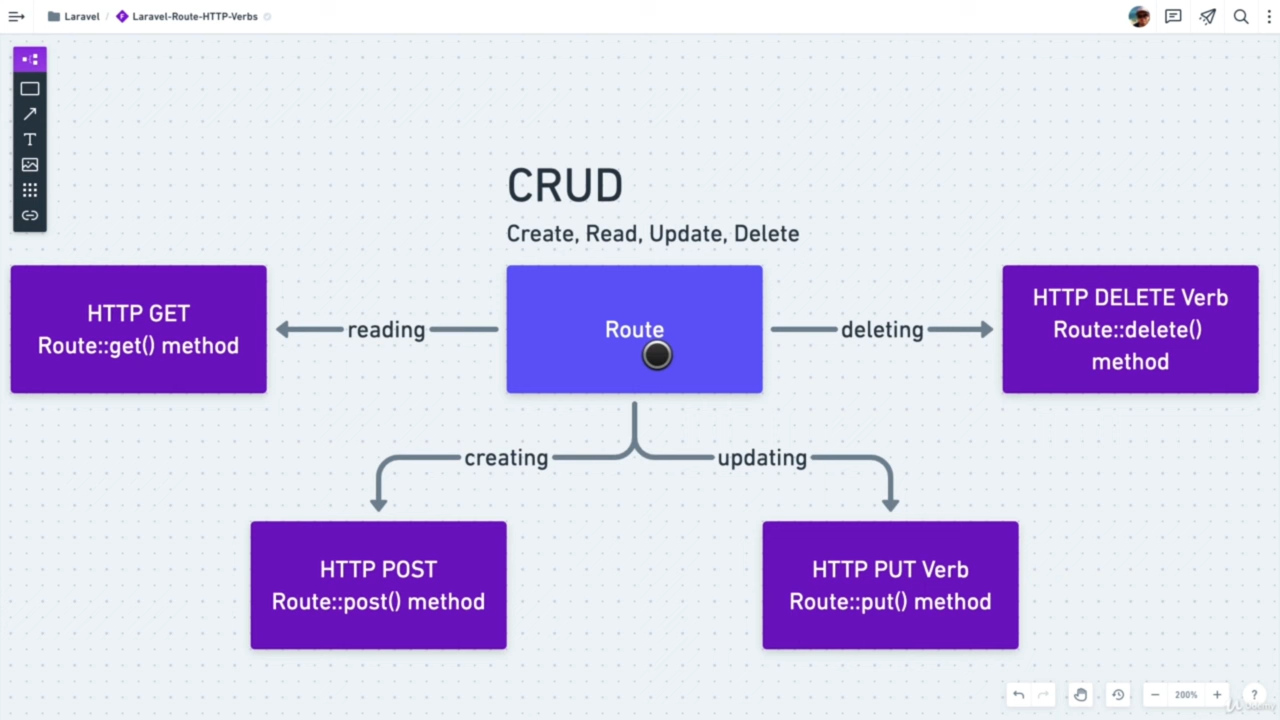 Laravel / Laravel-Route-HTTP-Verbs
CRUD
Create, Read, Update, Delete
HTTP GET
Route::get() method
reading
Route
deleting
HTTP DELETE Verb
Route::delete()
method
creating
updating
HTTP POST
Route::post() method
HTTP PUT Verb
Route::put() method
200%
?
Udemy